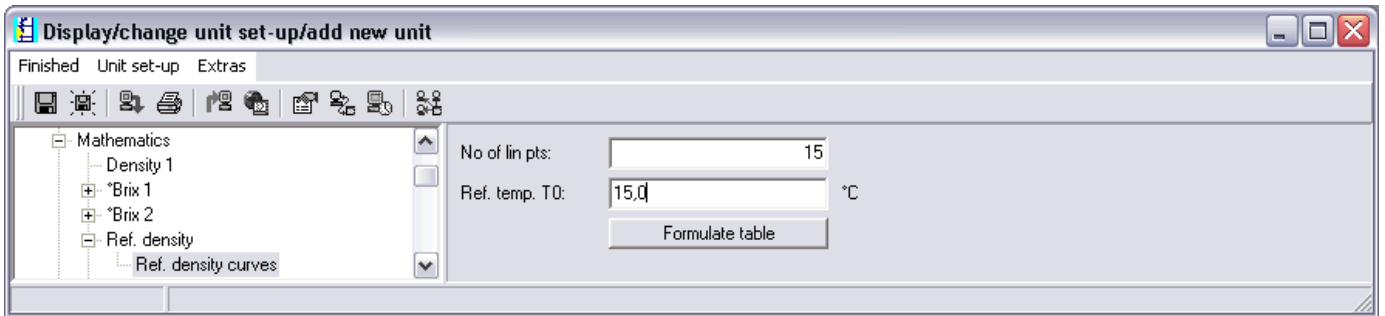 Display/change unit set-up/add new unit
Finished Unit set-up Extras
Mathematics
Density 1
°Brix 1
°Brix 2
Ref. density
Ref. density curves
No of lin pts: 15
Ref. temp. T0: 15,0 °C
Formulate table